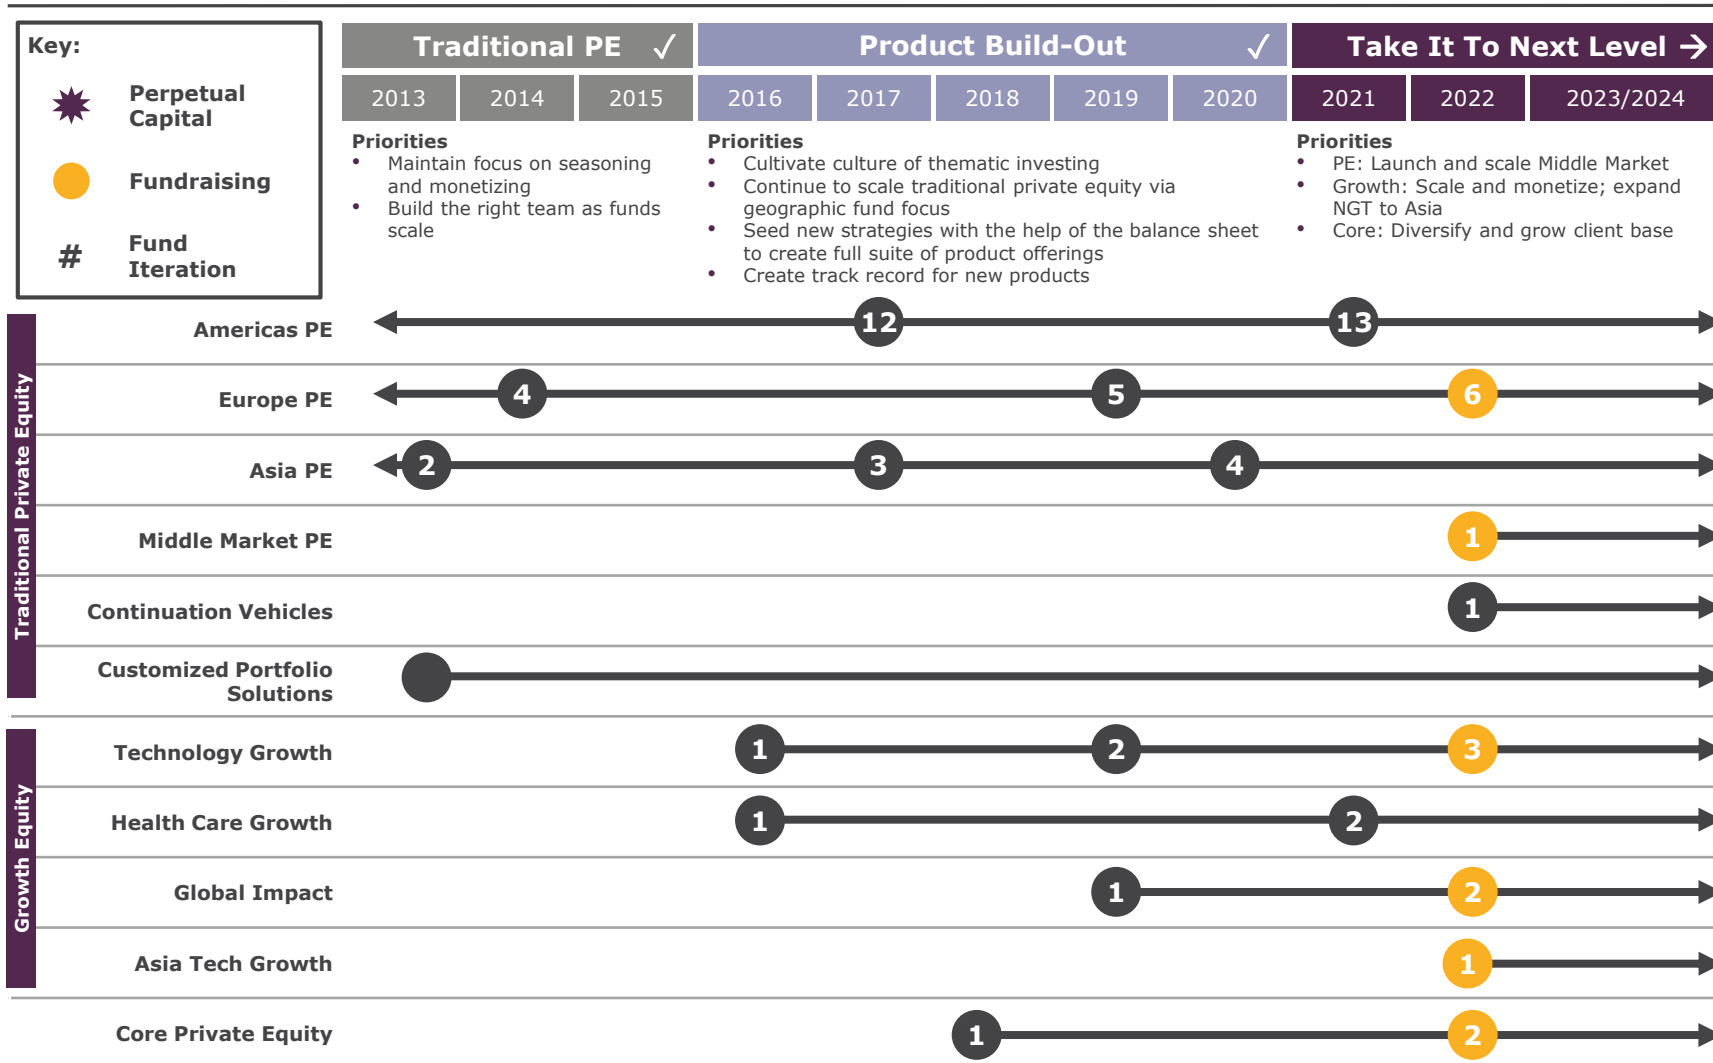 Key:
Perpetual
Capital
Fundraising
#
Fund
Iteration
Traditional PE ✓
Product Build-Out ✓
Take It To Next Level →
2013 2014 2015 2016 2017 2018 2019 2020 2021 2022 2023/2024
Priorities
• Maintain focus on seasoning
and monetizing
• Build the right team as funds
scale
Priorities
• Cultivate culture of thematic investing
• Continue to scale traditional private equity via
geographic fund focus
• Seed new strategies with the help of the balance sheet
to create full suite of product offerings
• Create track record for new products
Priorities
• PE: Launch and scale Middle Market
• Growth: Scale and monetize; expand
NGT to Asia
• Core: Diversify and grow client base
Traditional Private Equity
Americas PE 12 13
Europe PE 4 5 6
Asia PE 2 3 4
Middle Market PE 1
Continuation Vehicles 1
Customized Portfolio
Solutions
Growth Equity
Technology Growth 1 2 3
Health Care Growth 1 2
Global Impact 1 2
Asia Tech Growth 1
Core Private Equity 1 2